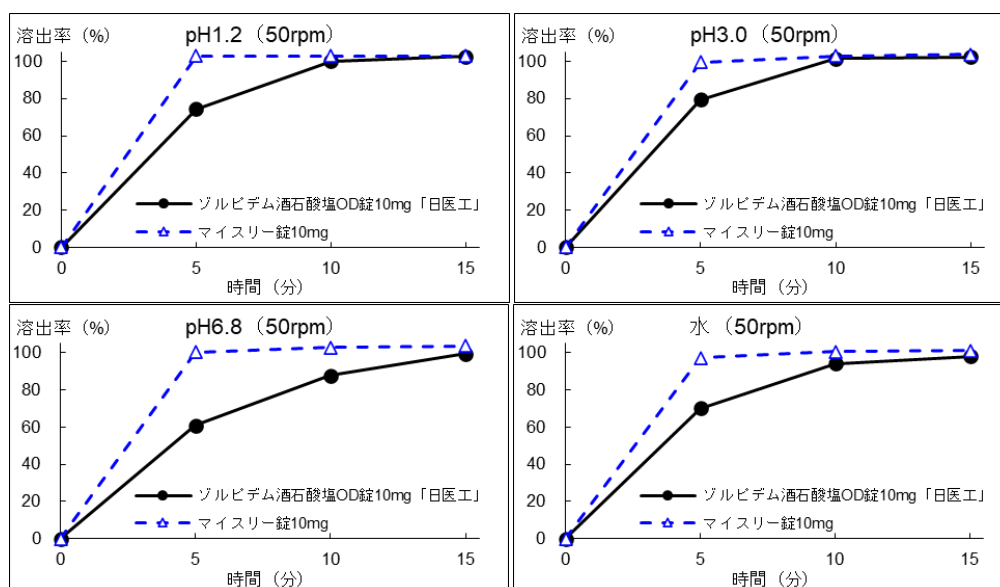 溶出率（%） pH1.2（50rpm）
100
80
60
40
20
0
ゾルピデム酒石酸塩OD錠10mg「日医工」
マイスリー錠10mg
0 5 10 15
時間（分）
溶出率（%） pH3.0（50rpm）
100
80
60
40
20
0
ゾルピデム酒石酸塩OD錠10mg「日医工」
マイスリー錠10mg
0 5 10 15
時間（分）
溶出率（%） pH6.8（50rpm）
100
80
60
40
20
0
ゾルピデム酒石酸塩OD錠10mg「日医工」
マイスリー錠10mg
0 5 10 15
時間（分）
溶出率（%） 水（50rpm）
100
80
60
40
20
0
ゾルピデム酒石酸塩OD錠10mg「日医工」
マイスリー錠10mg
0 5 10 15
時間（分）